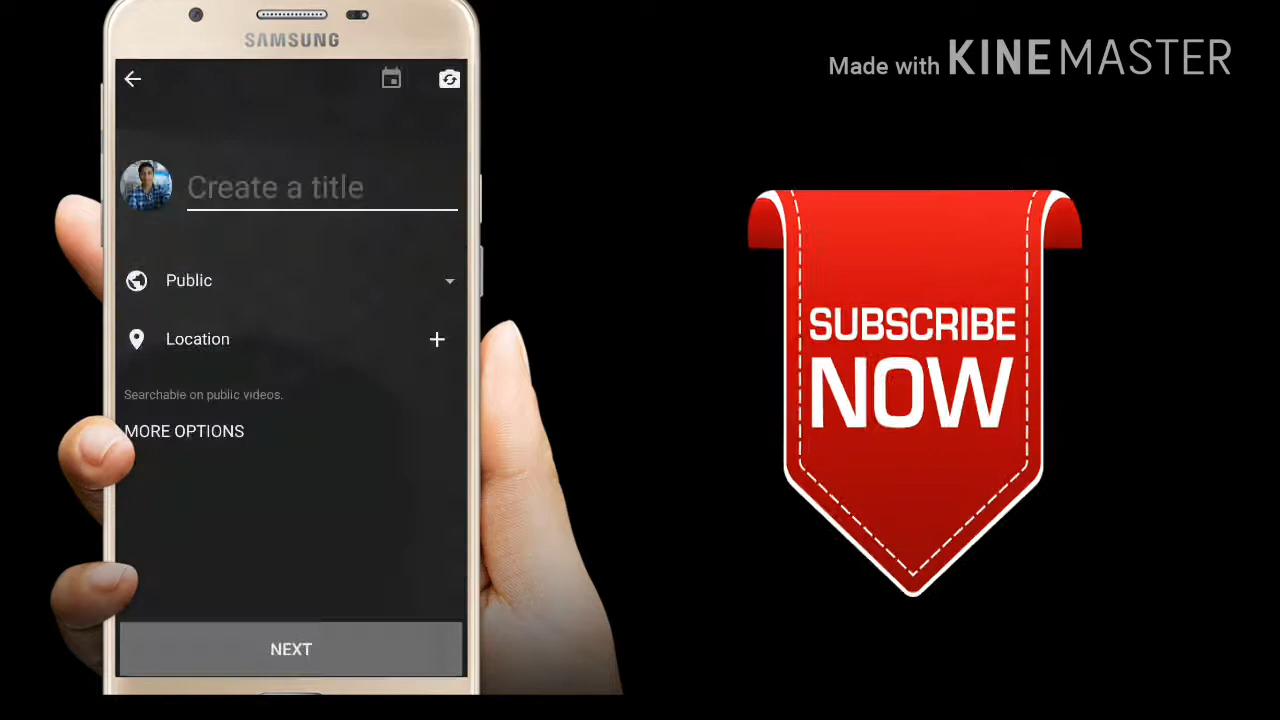 SAMSUNG
Made with KINEMASTER
Create a title
Public
Location
Searchable on public videos.
MORE OPTIONS
NEXT
SUBSCRIBE
NOW